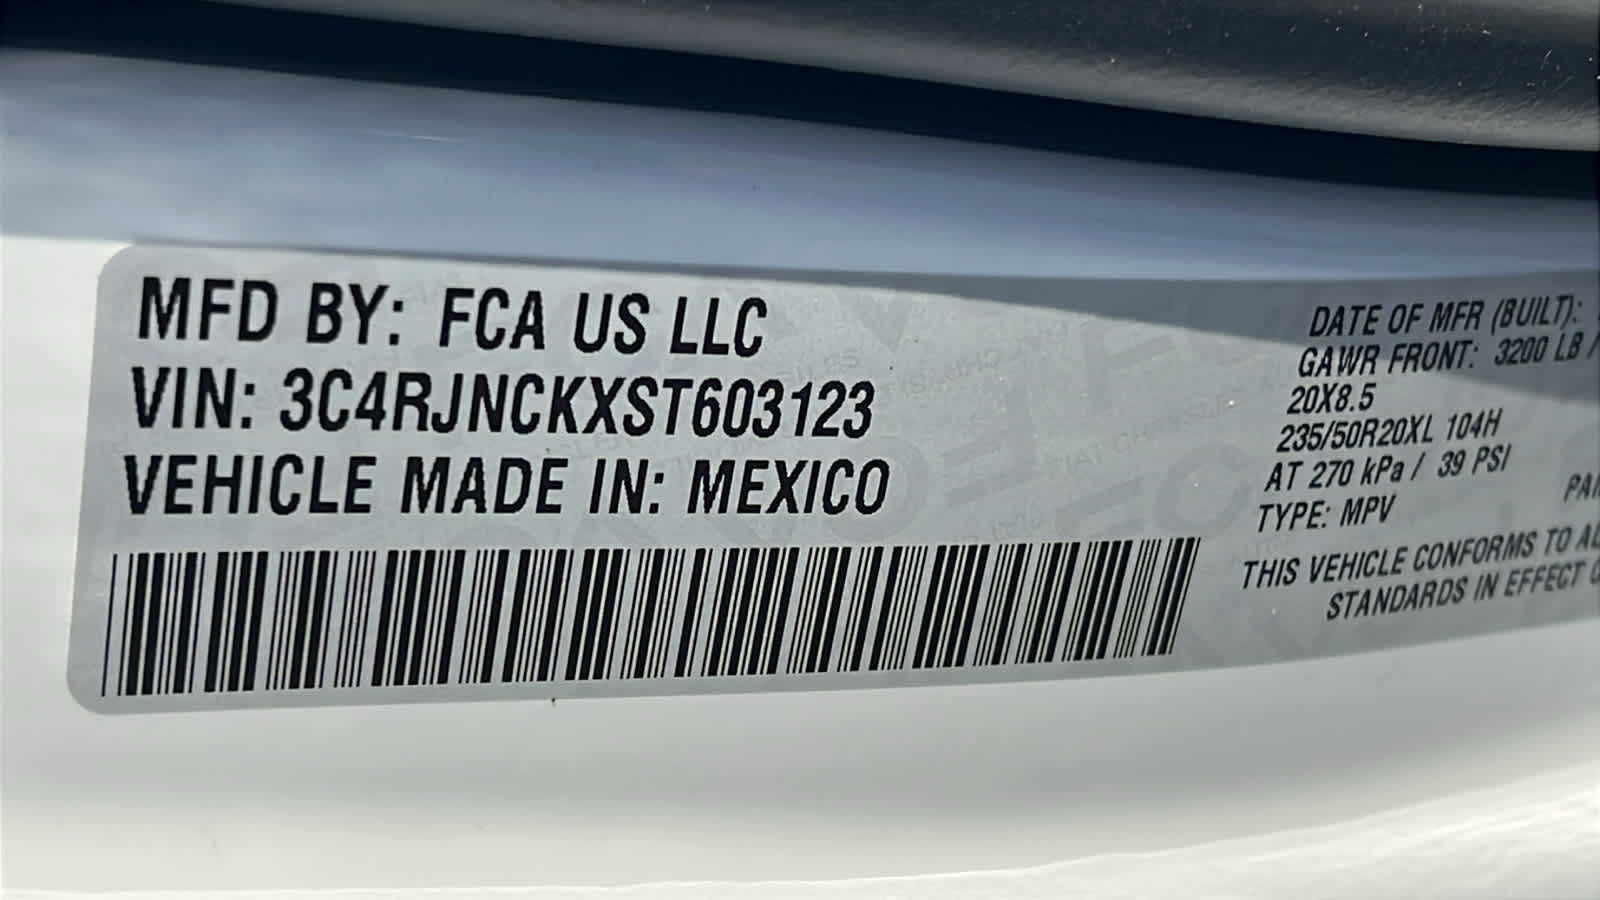 MFD BY: FCA US LLC
VIN: 3C4RJNCKXST603123
VEHICLE MADE IN: MEXICO
DATE OF MFR (BUILT):
GAWR FRONT: 3200 LB /
20X8.5
235/50R20XL 104H
AT 270 kPa / 39 PSI
TYPE: MPV
THIS VEHICLE CONFORMS TO
STANDARDS IN EFFECT